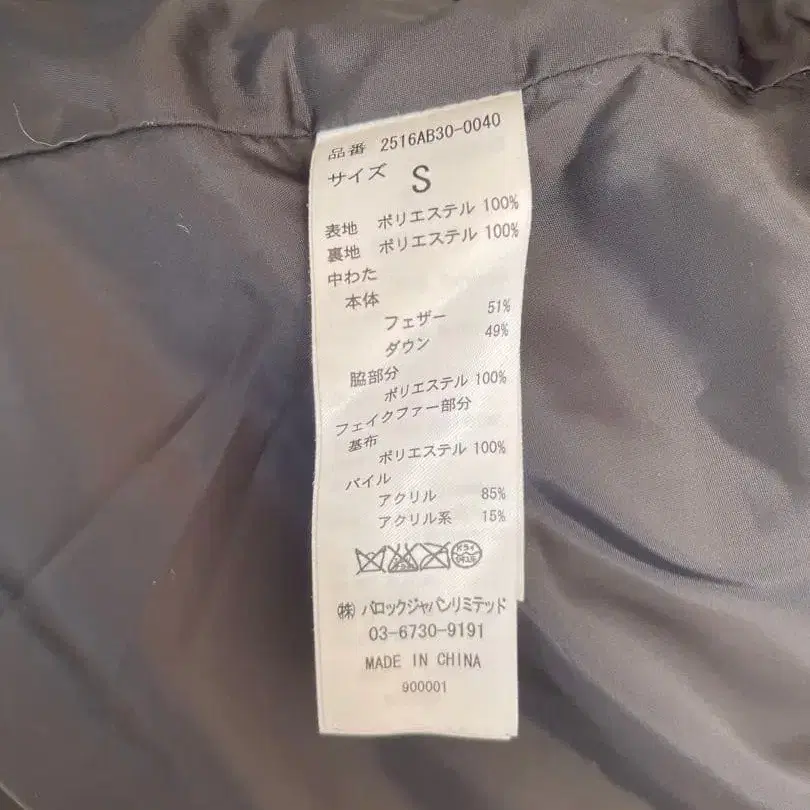 品番 2516AB30-0040
サイズ S
表地 ポリエステル 100%
裏地 ポリエステル 100%
中わた
本体
フェザー 51%
ダウン 49%
脇部分
ポリエステル 100%
フェイクファー部分
基布
ポリエステル 100%
パイル
アクリル 85%
アクリル系 15%
ドライ
㈱ バロックジャパンリミテッド
03-6730-9191
MADE IN CHINA
900001